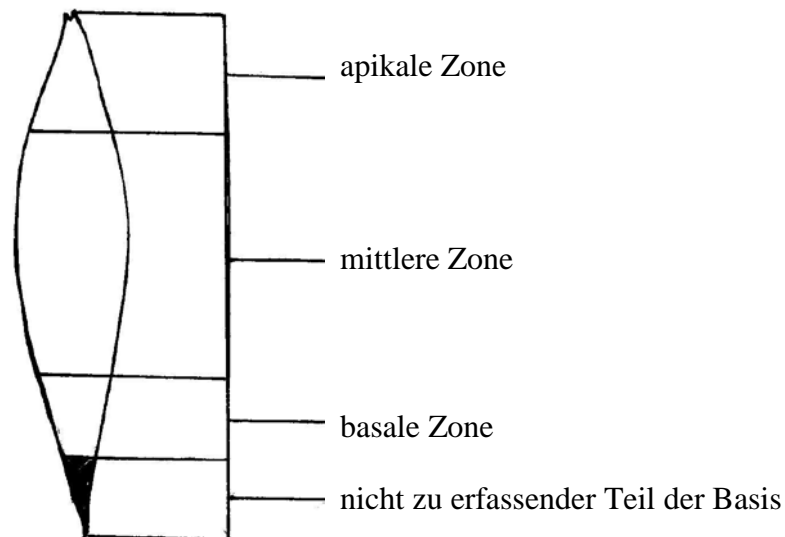 apikale Zone
mittlere Zone
basale Zone
nicht zu erfassender Teil der Basis